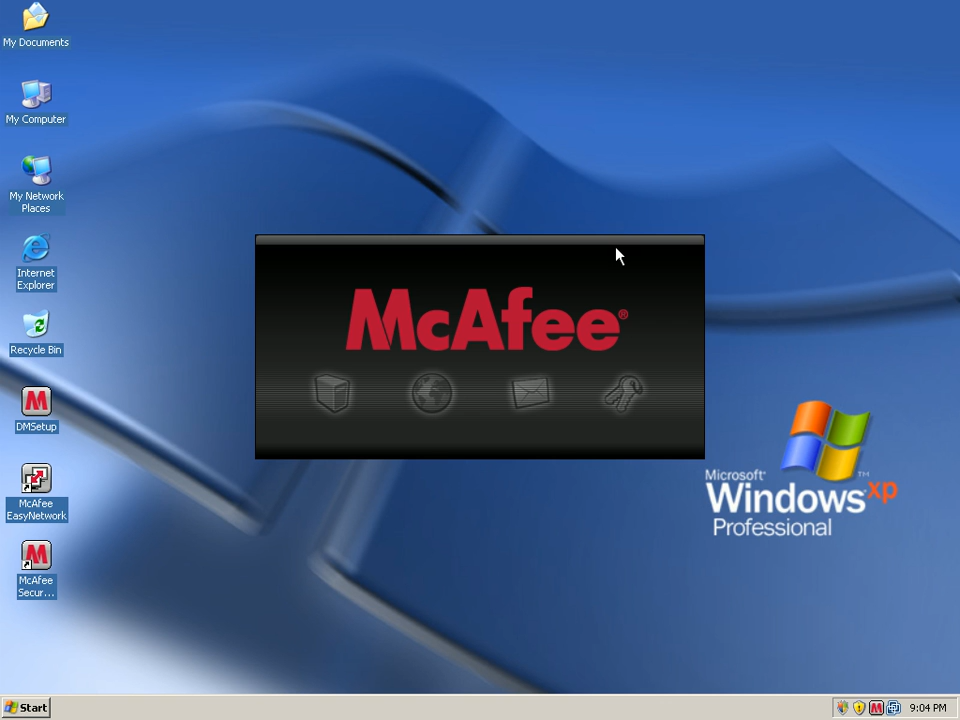 My Documents
My Computer
My Network
Places
Internet
Explorer
Recycle Bin
DMSetup
McAfee
EasyNetwork
McAfee
Secur...
McAfee®
Microsoft®
Windows® xp
Professional
TM
Start
9:04 PM